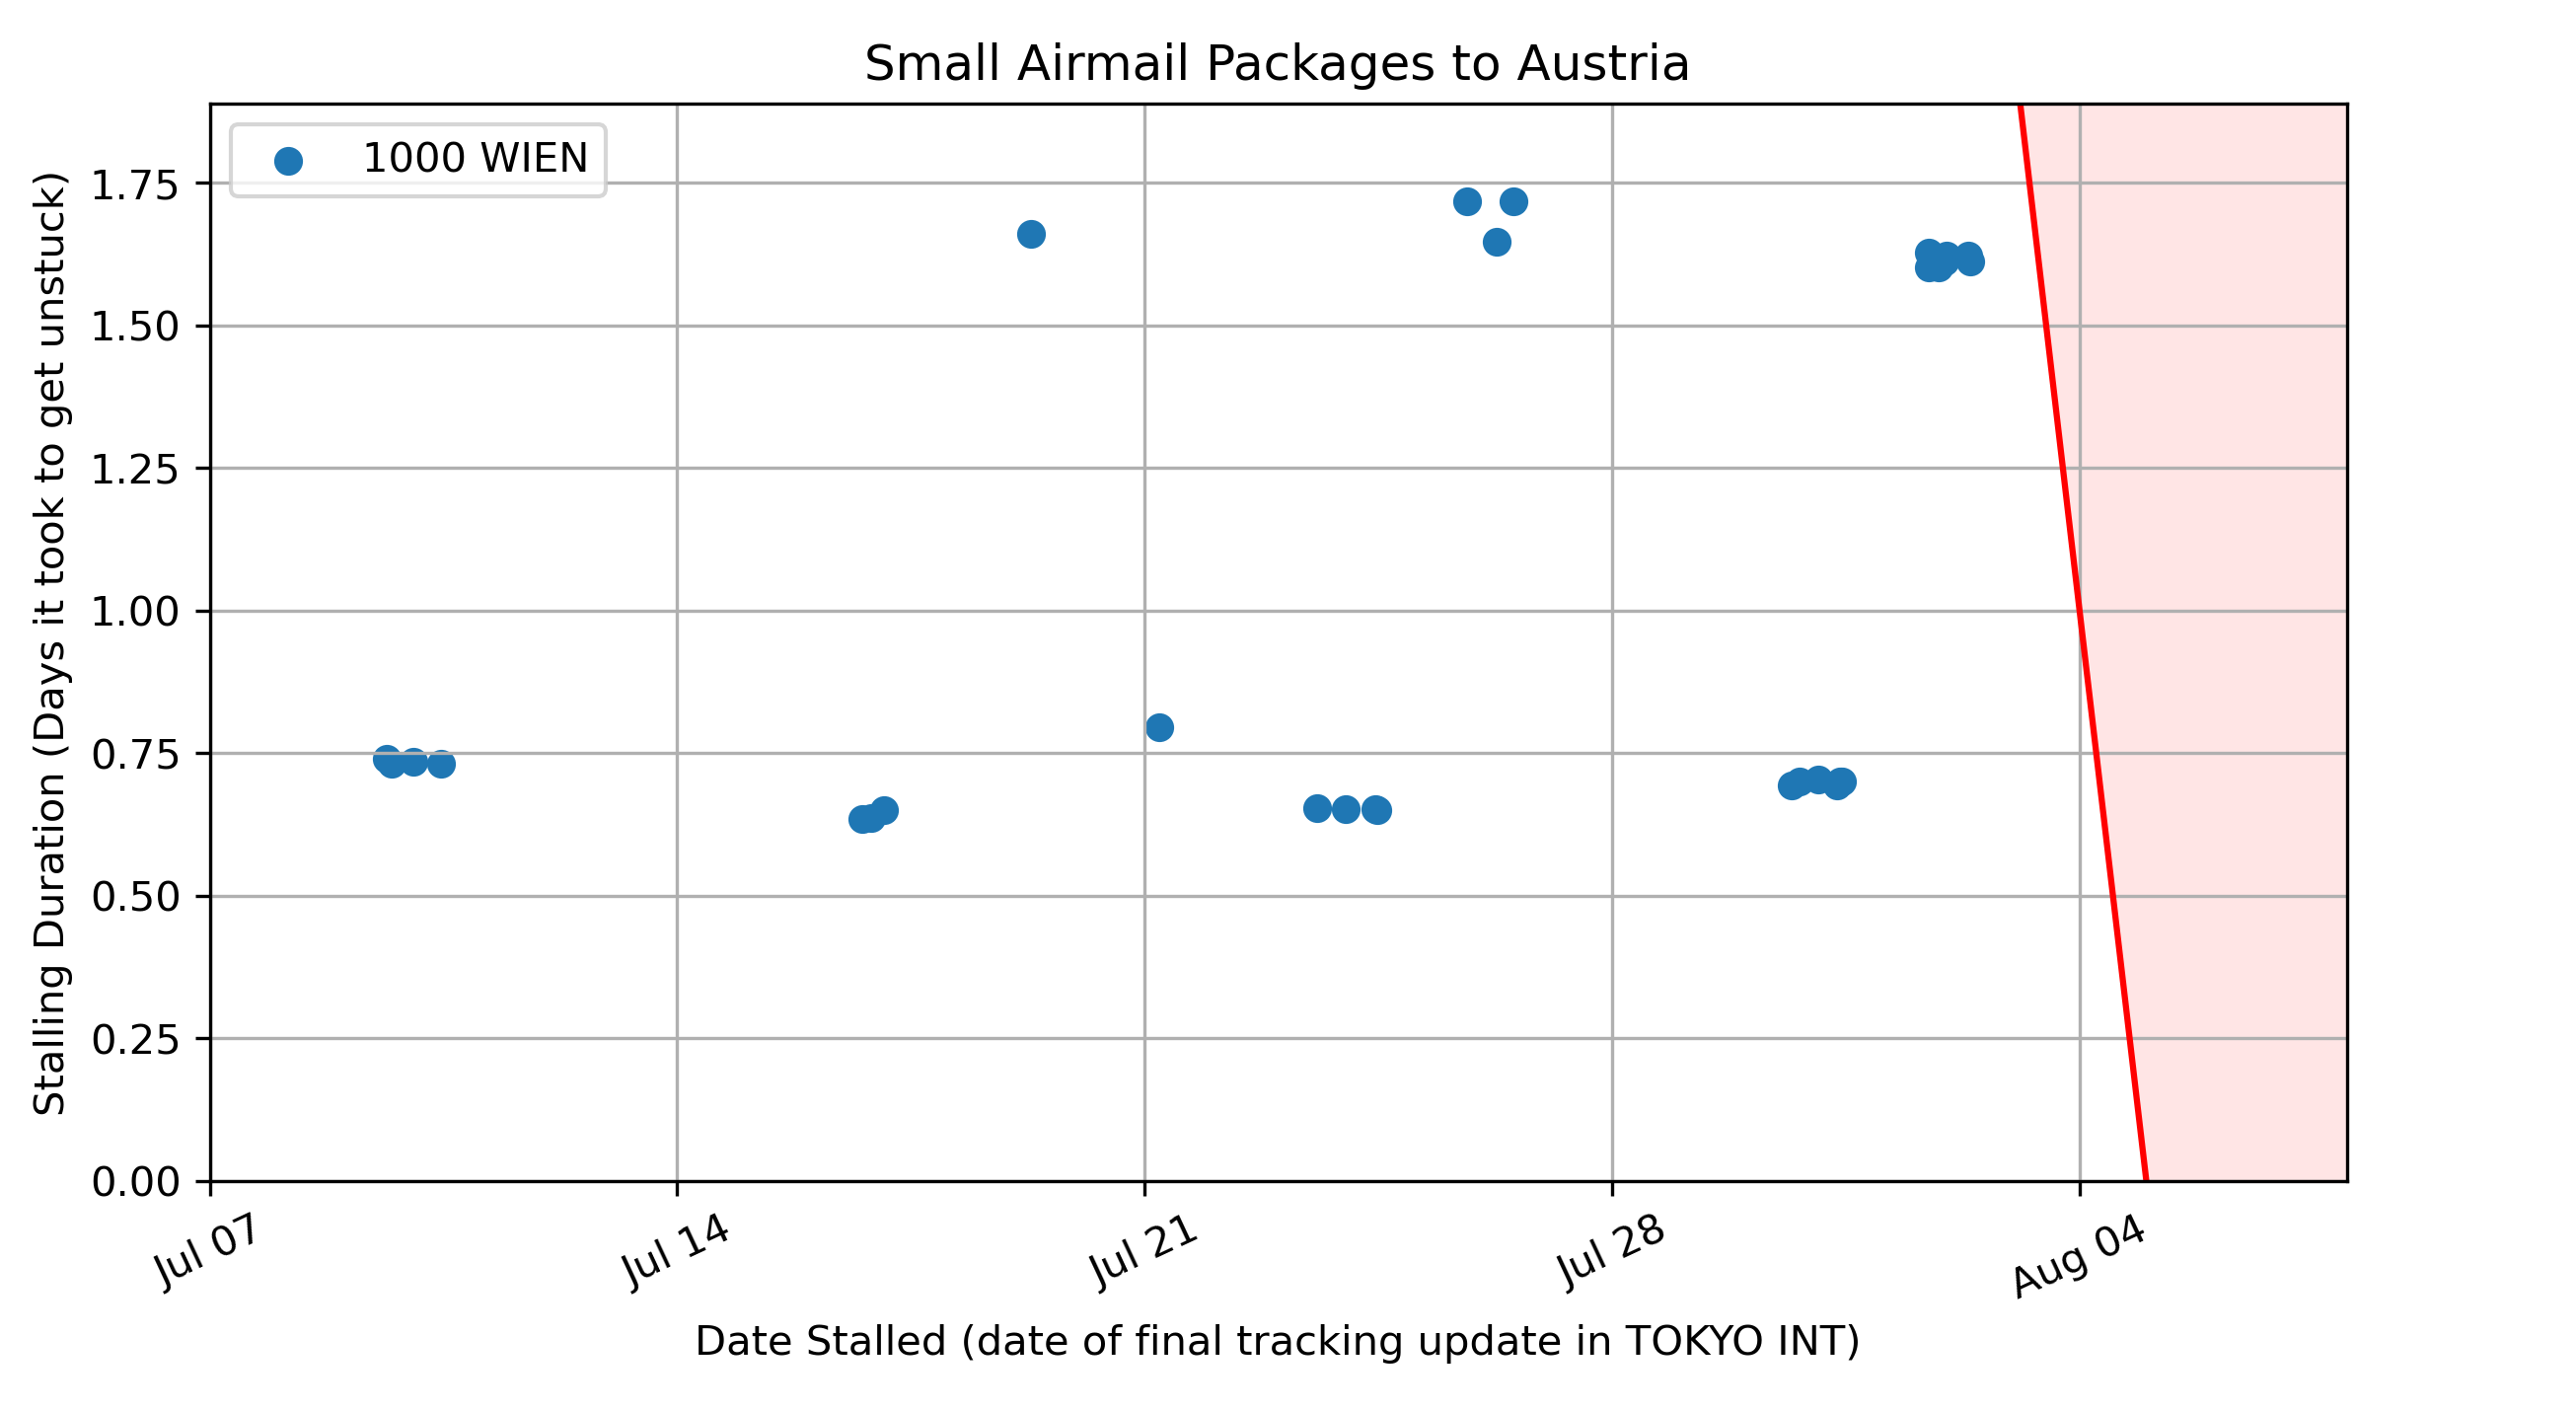 Small Airmail Packages to Austria
1000 WIEN
Stalling Duration (Days it took to get unstuck)
1.75
1.50
1.25
1.00
0.75
0.50
0.25
0.00
Jul 07
Jul 14
Jul 21
Jul 28
Aug 04
Date Stalled (date of final tracking update in TOKYO INT)